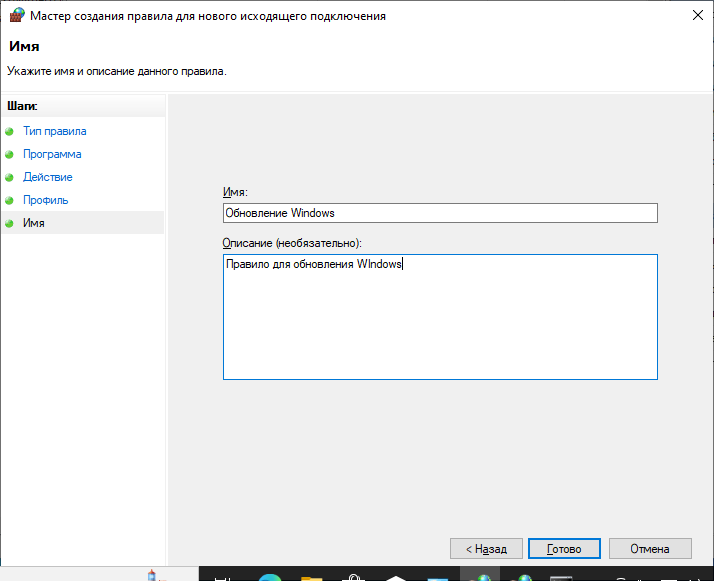 Мастер создания правила для нового исходящего подключения
Имя
Укажите имя и описание данного правила.
Шаги:
Тип правила
Программа
Действие
Профиль
Имя
Имя:
Обновление Windows
Описание (необязательно):
Правило для обновления WIndows
< Назад
Готово
Отмена